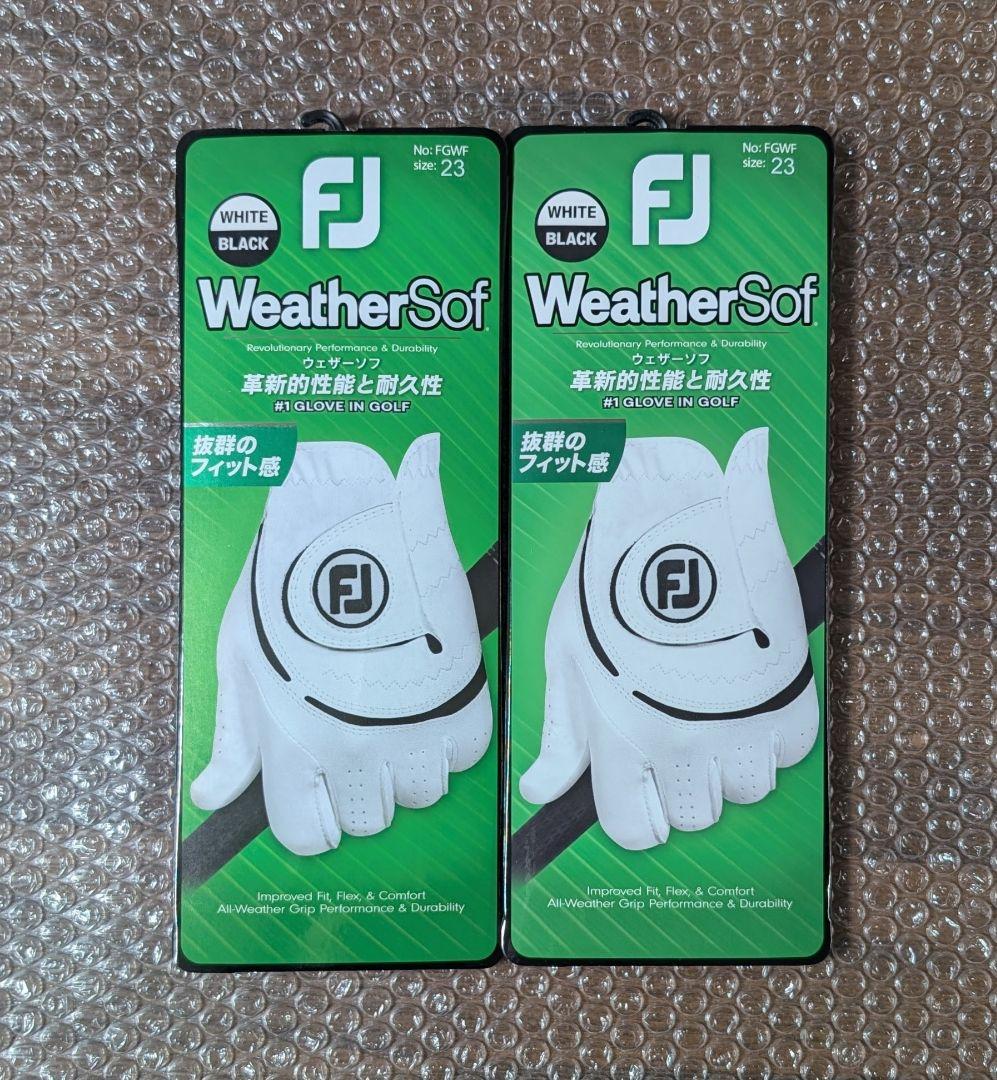 No: FGWF
size: 23
FJ
WHITE
BLACK
WeatherSof®
Revolutionary Performance & Durability
ウェザーソフ
革新的性能と耐久性
#1 GLOVE IN GOLF
抜群の
フィット感
FJ
Improved Fit, Flex, & Comfort
All-Weather Grip Performance & Durability
No: FGWF
size: 23
FJ
WHITE
BLACK
WeatherSof®
Revolutionary Performance & Durability
ウェザーソフ
革新的性能と耐久性
#1 GLOVE IN GOLF
抜群の
フィット感
FJ
Improved Fit, Flex, & Comfort
All-Weather Grip Performance & Durability